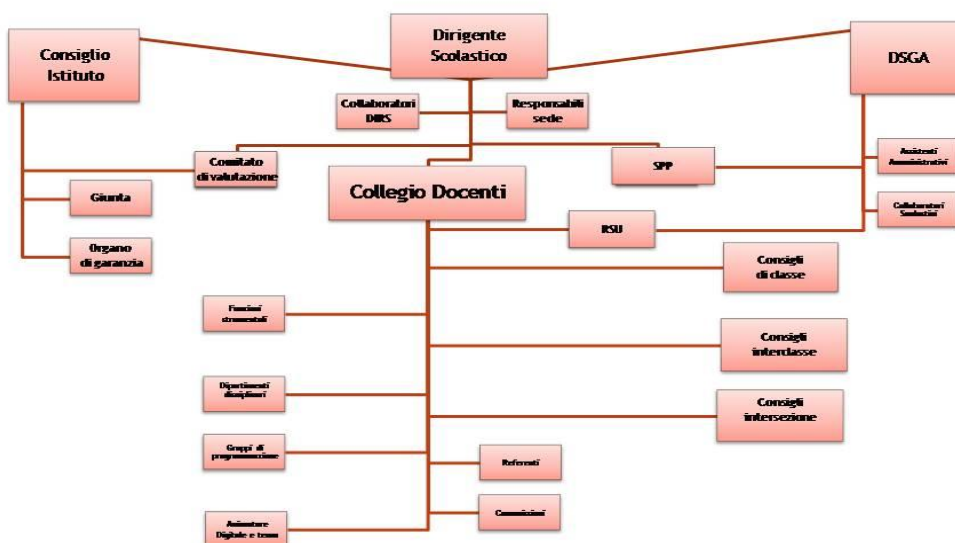 Consiglio
Istituto
Dirigente
Scolastico
DSGA
Collaboratori
DIRS
Responsabili
sede
Comitato
di valutazione
SPP
Assistenti
Amministrativi
Giunta
Collegio Docenti
Collaboratori
Scolastici
RSU
Organo
di garanzia
Consigli
di classe
Funzioni
strumentali
Consigli
interclasse
Dipartimenti
disciplinari
Consigli
intersezione
Gruppi di
programmazione
Referenti
Commissioni
Animatore
Digitale e team